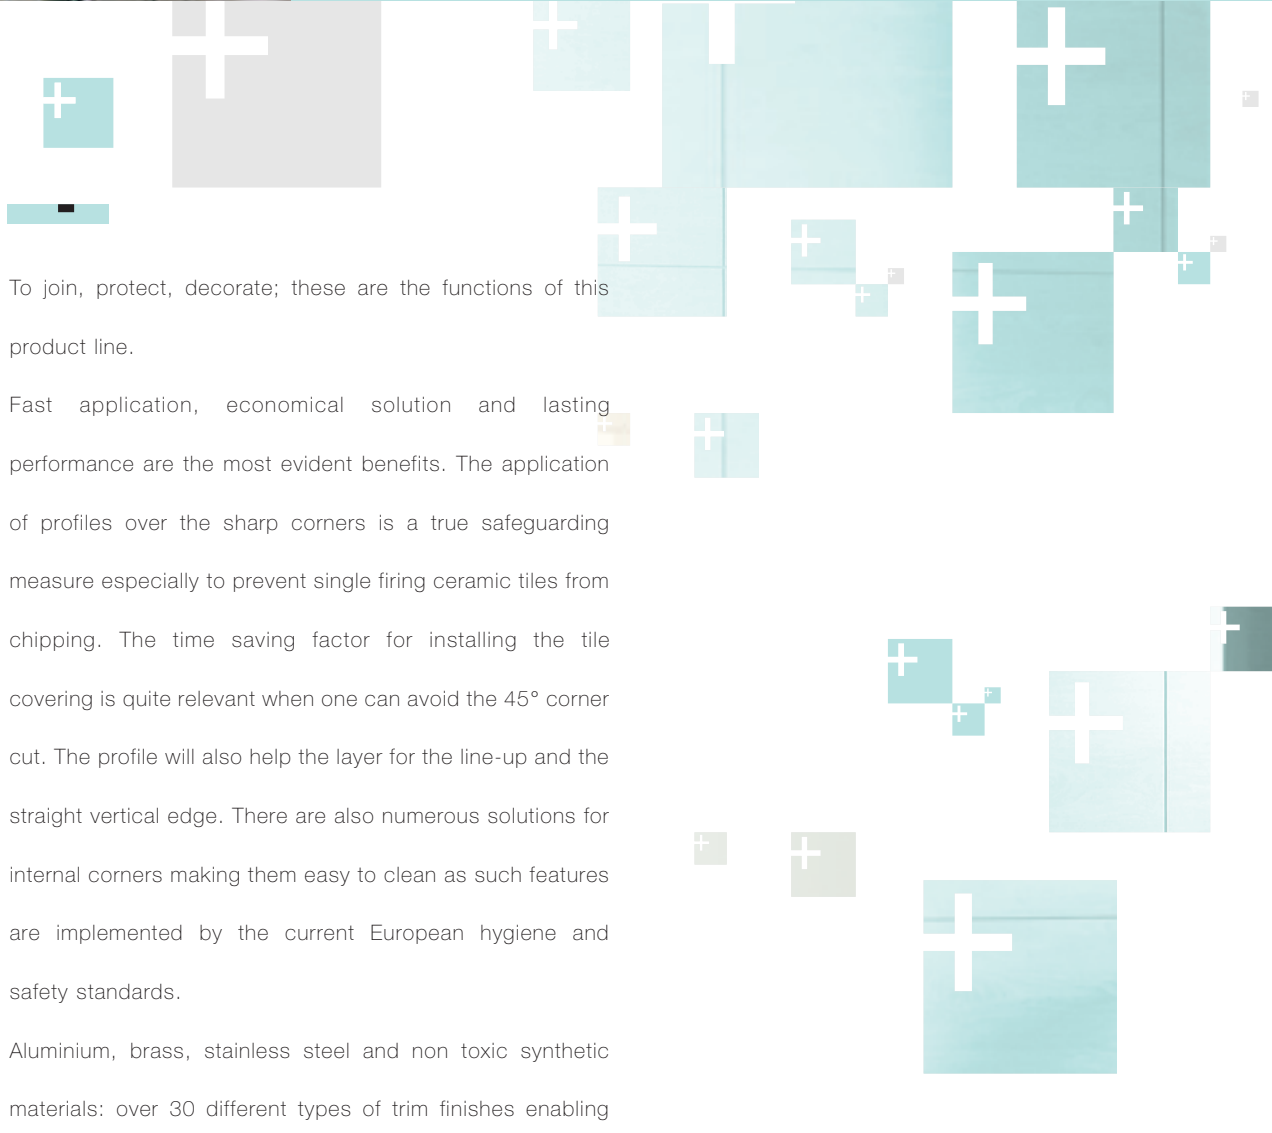 To join, protect, decorate; these are the functions of this
product line.
Fast application, economical solution and lasting
performance are the most evident benefits. The application
of profiles over the sharp corners is a true safeguarding
measure especially to prevent single firing ceramic tiles from
chipping. The time saving factor for installing the tile
covering is quite relevant when one can avoid the 45° corner
cut. The profile will also help the layer for the line-up and the
straight vertical edge. There are also numerous solutions for
internal corners making them easy to clean as such features
are implemented by the current European hygiene and
safety standards.
Aluminium, brass, stainless steel and non toxic synthetic
materials: over 30 different types of trim finishes enabling